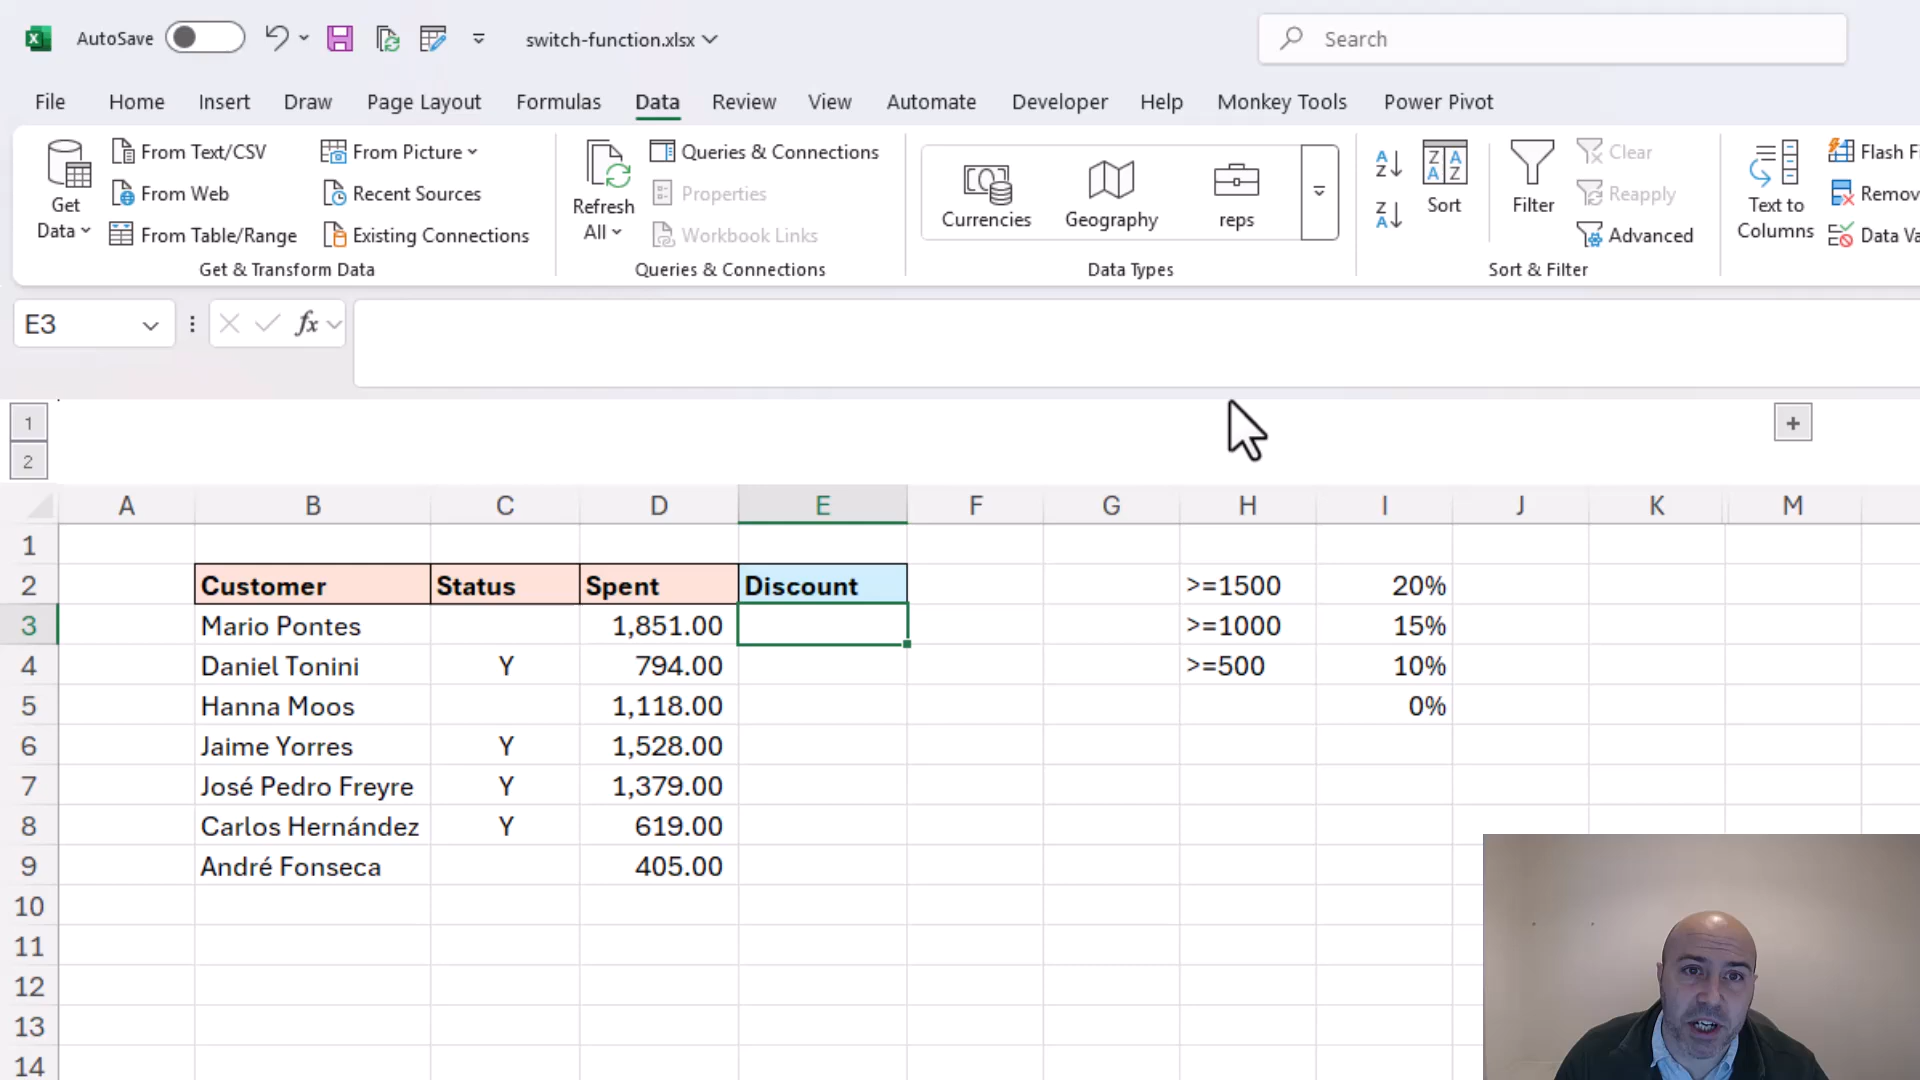 AutoSave switch-function.xlsx Search
File Home Insert Draw Page Layout Formulas Data Review View Automate Developer Help Monkey Tools Power Pivot
Get Data
From Text/CSV
From Web
From Table/Range
From Picture
Recent Sources
Existing Connections
Get & Transform Data
Refresh All
Queries & Connections
Properties
Workbook Links
Queries & Connections
Currencies
Geography
reps
Data Types
Sort
Filter
Clear
Reapply
Advanced
Sort & Filter
Text to Columns
Flash Fi
Remov
Data Va
E3 fx
1
2
A B C D E F G H I J K M
1
2 Customer Status Spent Discount >=1500 20%
3 Mario Pontes 1,851.00 >=1000 15%
4 Daniel Tonini Y 794.00 >=500 10%
5 Hanna Moos 1,118.00 0%
6 Jaime Yorres Y 1,528.00
7 José Pedro Freyre Y 1,379.00
8 Carlos Hernández Y 619.00
9 André Fonseca 405.00
10
11
12
13
14